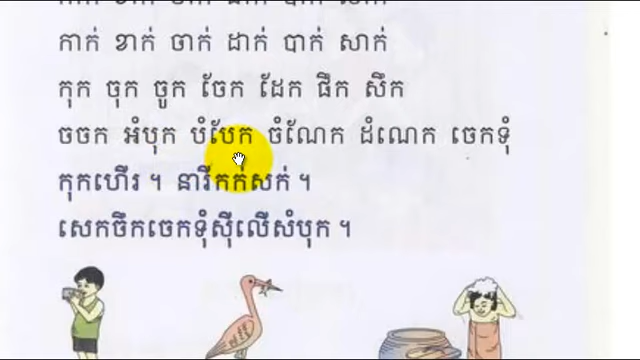 កាក់ ខាក់ ចាក់ ដាក់ បាក់ សាក់
កុក ចុក ចូក ចែក ដែក ផឹក សឹក
ចចក អំបុក បំបែក ចំណែក ដំណេក ចេកទុំ
កុកហើរ ។ នារីកក់សក់ ។
សេកចឹកចេកទុំស៊ីលើសំបុក ។